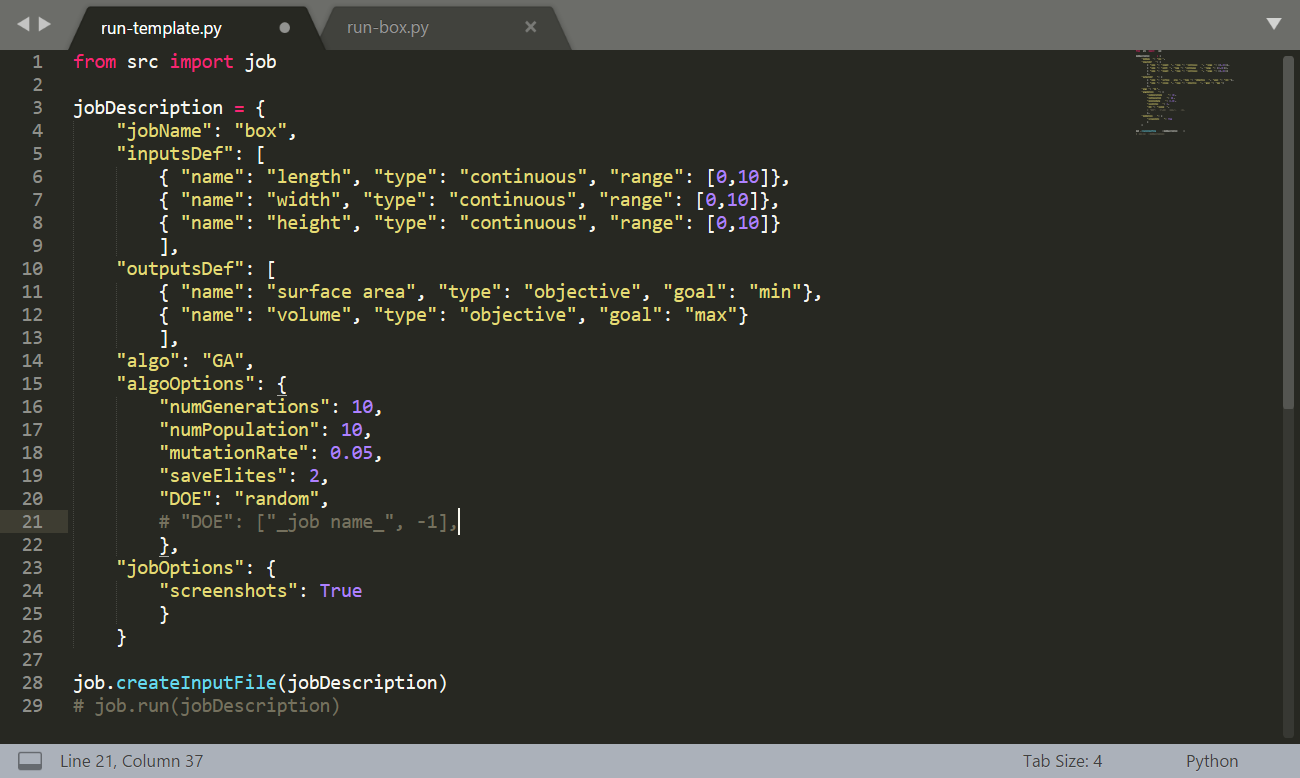 run-template.py
run-box.py
1 from src import job
2
3 jobDescription = {
4     "jobName": "box",
5     "inputsDef": [
6         { "name": "length", "type": "continuous", "range": [0,10]},
7         { "name": "width", "type": "continuous", "range": [0,10]},
8         { "name": "height", "type": "continuous", "range": [0,10]}
9         ],
10     "outputsDef": [
11         { "name": "surface area", "type": "objective", "goal": "min"},
12         { "name": "volume", "type": "objective", "goal": "max"}
13         ],
14     "algo": "GA",
15     "algoOptions": {
16         "numGenerations": 10,
17         "numPopulation": 10,
18         "mutationRate": 0.05,
19         "saveElites": 2,
20         "DOE": "random",
21         # "DOE": ["_job name_", -1],
22         },
23     "jobOptions": {
24         "screenshots": True
25         }
26     }
27
28 job.createInputFile(jobDescription)
29 # job.run(jobDescription)
Line 21, Column 37
Tab Size: 4
Python